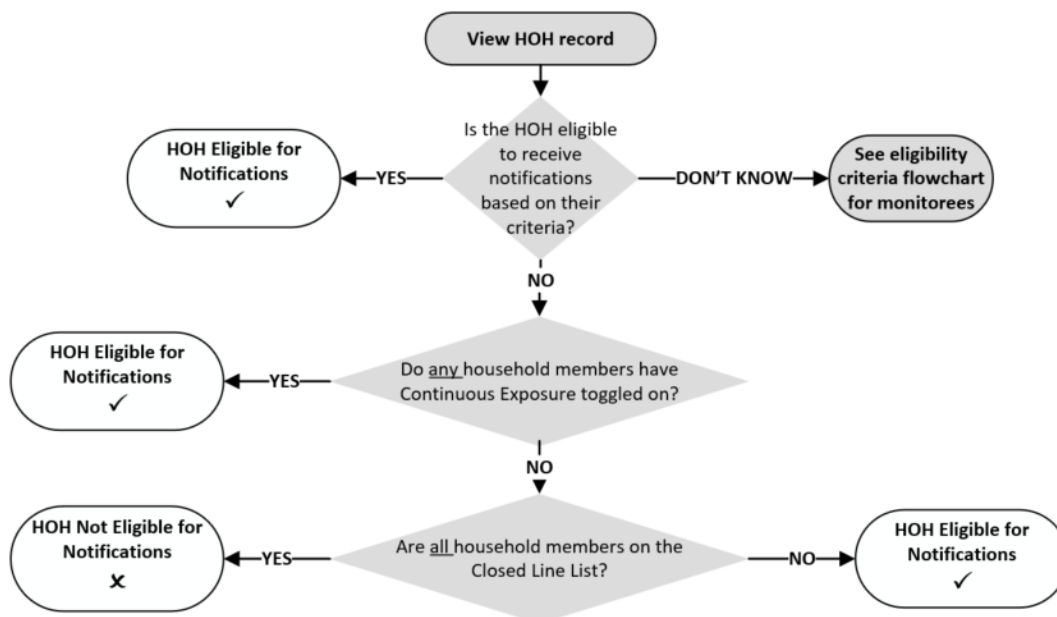 View HOH record
Is the HOH eligible
to receive
notifications
based on their
criteria?
HOH Eligible for
Notifications
✓
YES
DON'T KNOW
See eligibility
criteria flowchart
for monitorees
NO
Do any household members have
Continuous Exposure toggled on?
HOH Eligible for
Notifications
✓
YES
NO
Are all household members on the
Closed Line List?
HOH Not Eligible for
Notifications
✗
YES
NO
HOH Eligible for
Notifications
✓